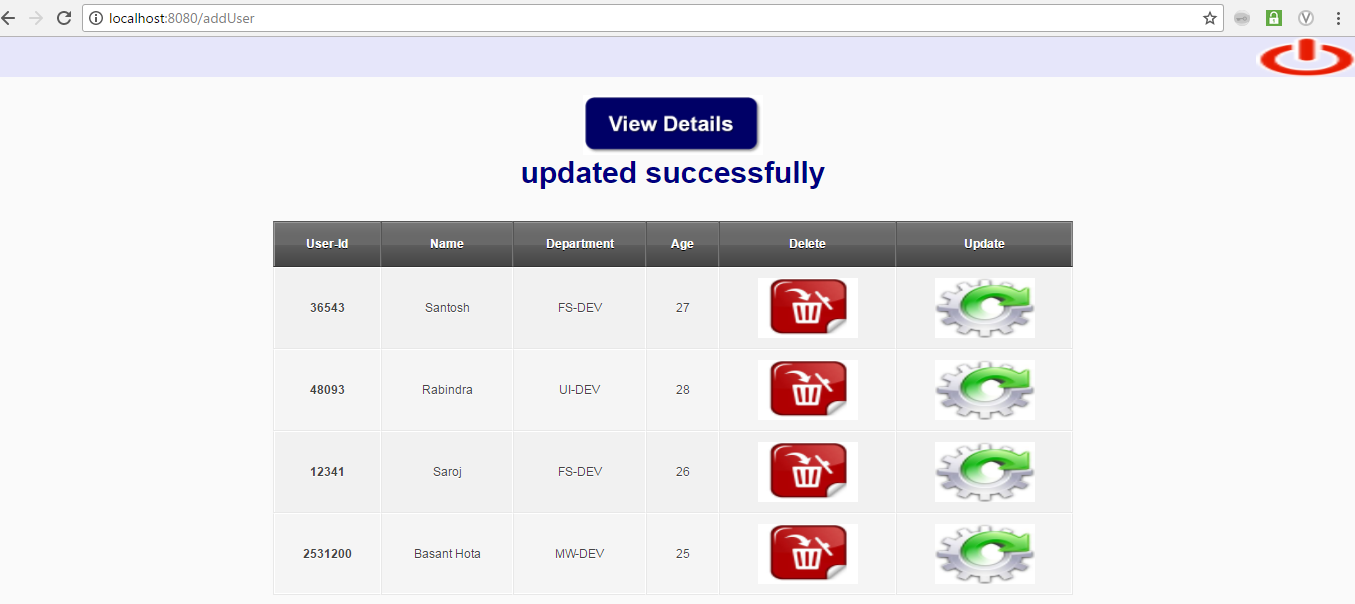 localhost:8080/addUser
View Details
updated successfully
User-Id Name Department Age Delete Update
36543 Santosh FS-DEV 27
48093 Rabindra UI-DEV 28
12341 Saroj FS-DEV 26
2531200 Basant Hota MW-DEV 25